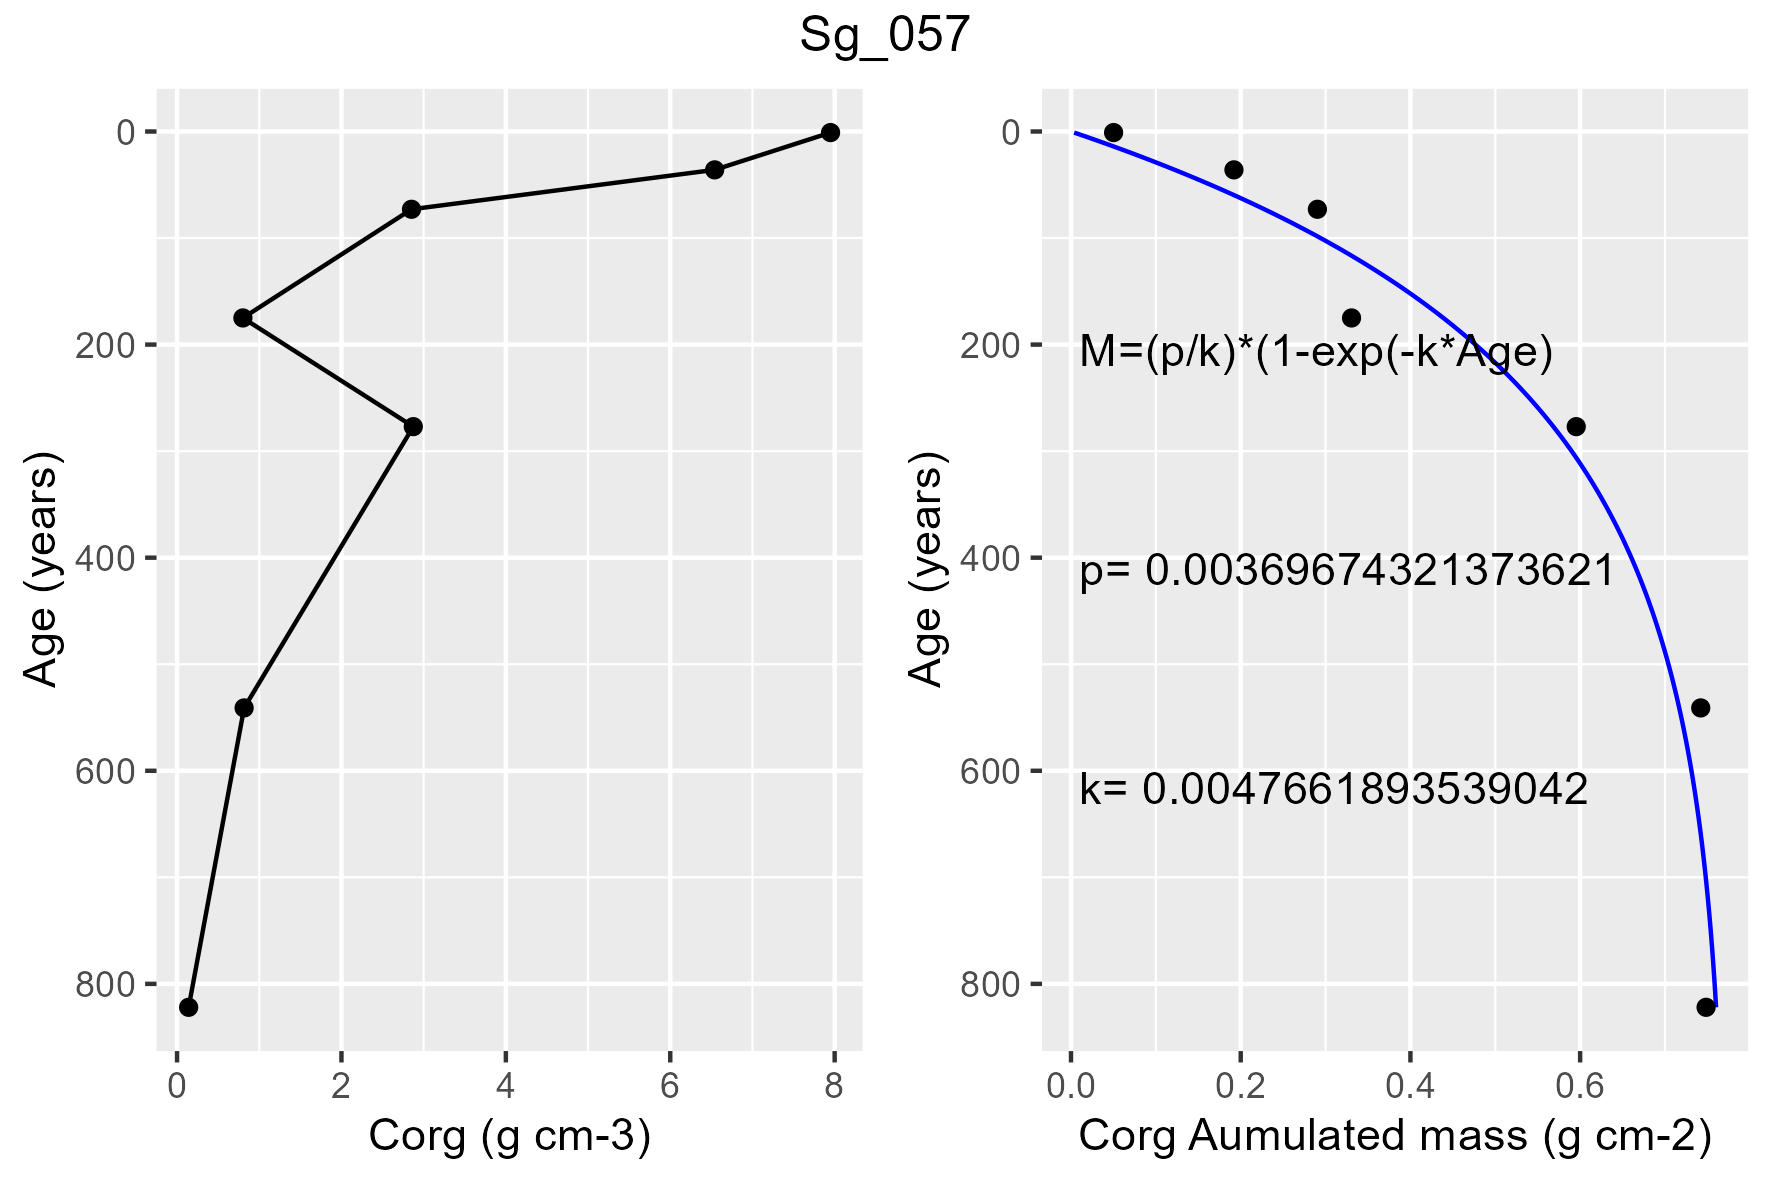 Sg_057
0
200
400
600
800
Age (years)
0 2 4 6 8
Corg (g cm-3)
0
200
400
600
800
Age (years)
M=(p/k)*(1-exp(-k*Age)
p= 0.00369674321373621
k= 0.0047661893539042
0.0 0.2 0.4 0.6
Corg Aumulated mass (g cm-2)